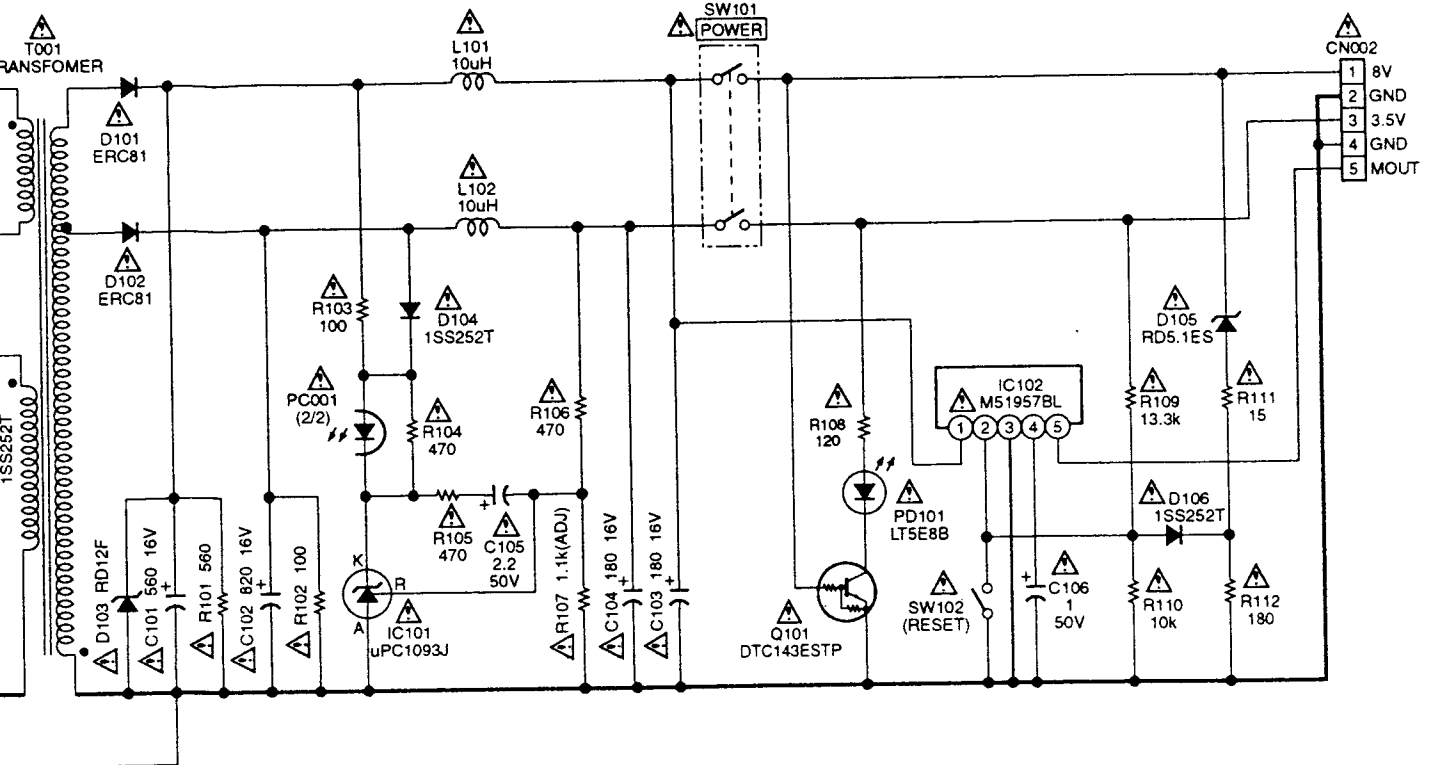 T001
RANSFOMER
D101
ERC81
D102
ERC81
L101
10uH
L102
10uH
SW101
POWER
CN002
1 8V
2 GND
3 3.5V
4 GND
5 MOUT
R103
100
D104
1SS252T
PC001
(2/2)
R104
470
R106
470
R105
470
+
C105
2.2
50V
K
R
A
IC101
uPC1093J
1SS252T
D103 RD12F
C101 560 16V
+
R101 560
C102 820 16V
+
R102 100
R107 1.1k(ADJ)
C104 180 16V
+
C103 180 16V
+
R108
120
PD101
LT5E8B
Q101
DTC143ESTP
IC102
M51957BL
1 2 3 4 5
D105
RD5.1ES
R109
13.3k
R111
15
D106
1SS252T
SW102
(RESET)
+
C106
1
50V
R110
10k
R112
180